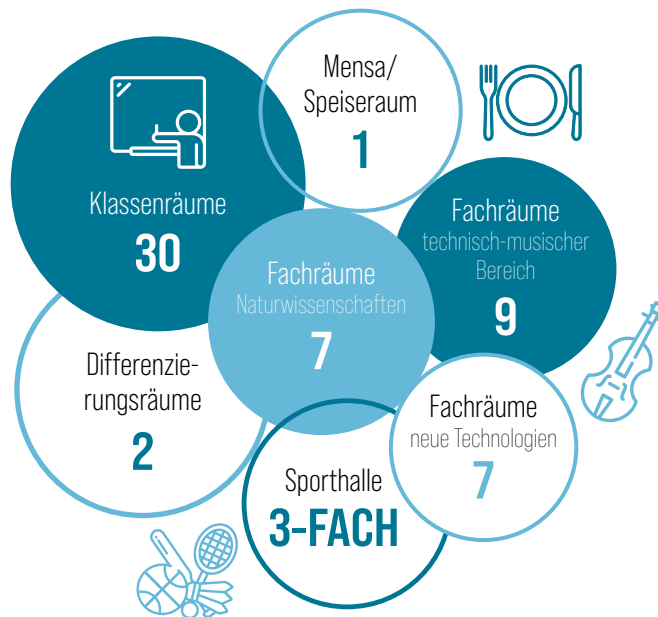 Mensa/
Speiseraum
1
Klassenräume
30
Fachräume
technisch-musischer
Bereich
9
Fachräume
Naturwissenschaften
7
Differenzie-
rungsräume
2
Fachräume
neue Technologien
7
Sporthalle
3-FACH